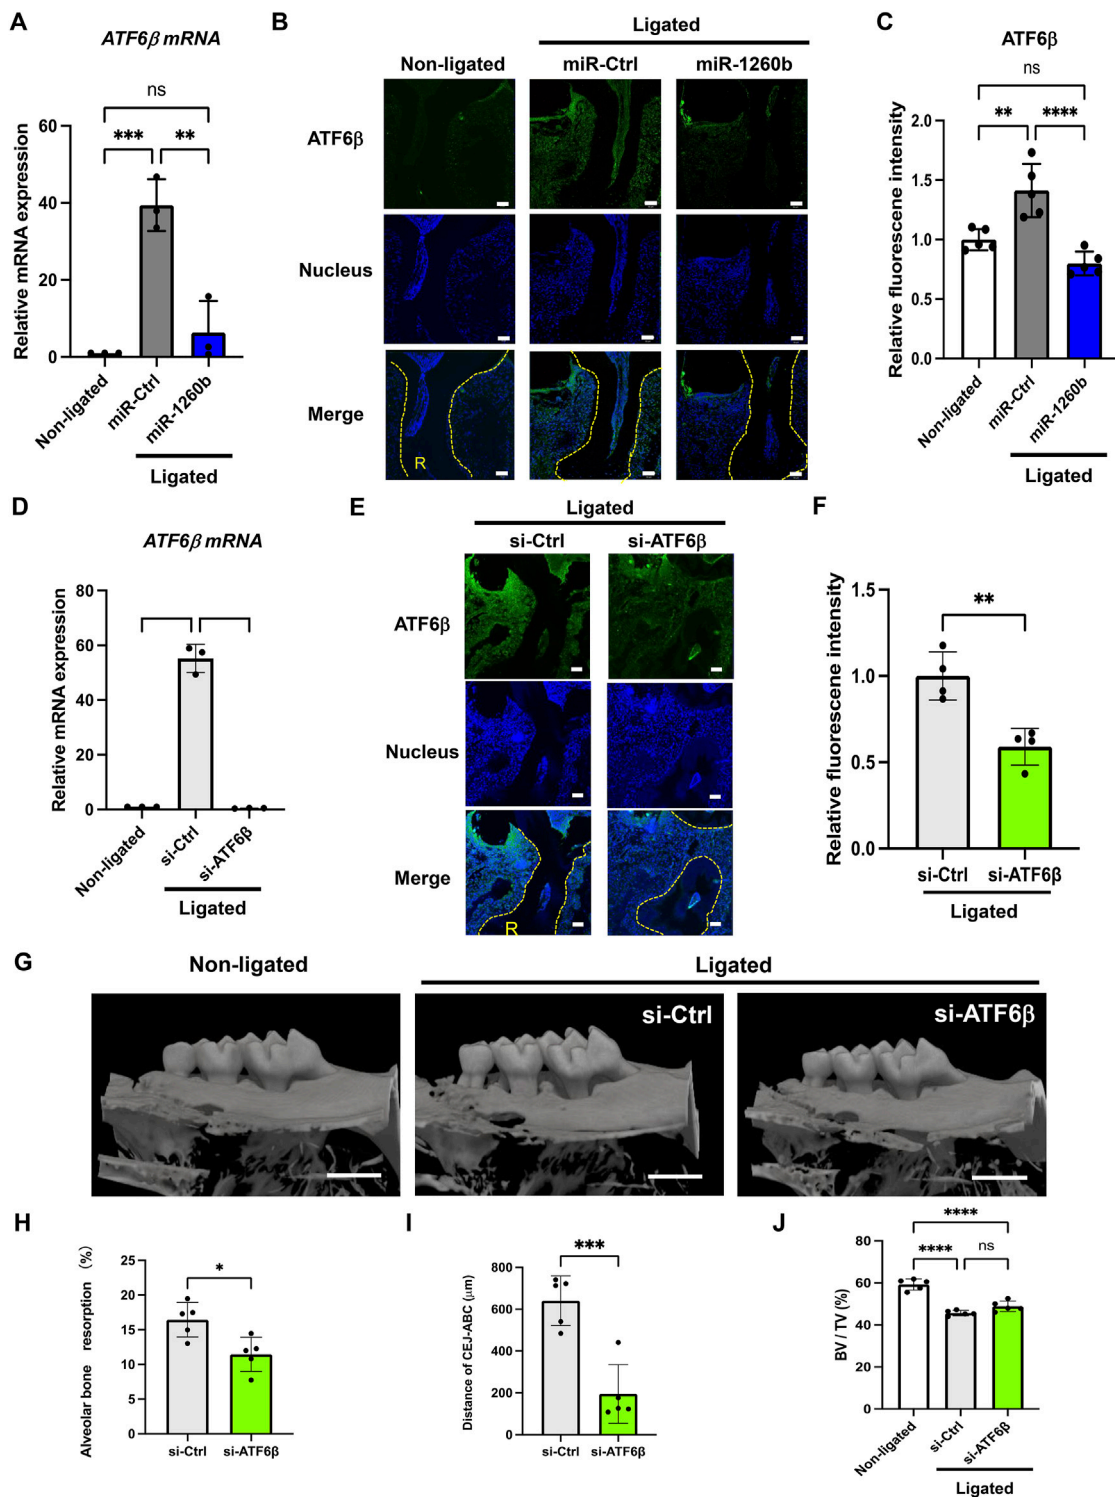 A
ATF6β mRNA
Relative mRNA expression
60
40
20
0
ns
***
**
Non-ligated
miR-Ctrl
miR-1260b
Ligated
B
Ligated
Non-ligated
miR-Ctrl
miR-1260b
ATF6β
Nucleus
Merge
R
C
ATF6β
Relative fluorescene intensity
2.0
1.5
1.0
0.5
0.0
ns
**
****
Non-ligated
miR-Ctrl
miR-1260b
Ligated
D
ATF6β mRNA
Relative mRNA expression
80
60
40
20
0
Non-ligated
si-Ctrl
si-ATF6β
Ligated
E
Ligated
si-Ctrl
si-ATF6β
ATF6β
Nucleus
Merge
R
F
Relative fluorescene intensity
1.5
1.0
0.5
0.0
**
si-Ctrl
si-ATF6β
Ligated
G
Non-ligated
Ligated
si-Ctrl
si-ATF6β
H
Alveolar bone resorption (%)
25
20
15
10
5
0
*
si-Ctrl
si-ATF6β
I
Distance of CEJ-ABC (μm)
800
600
400
200
0
***
si-Ctrl
si-ATF6β
J
BV / TV (%)
80
60
40
20
0
****
****
ns
Non-ligated
si-Ctrl
si-ATF6β
Ligated